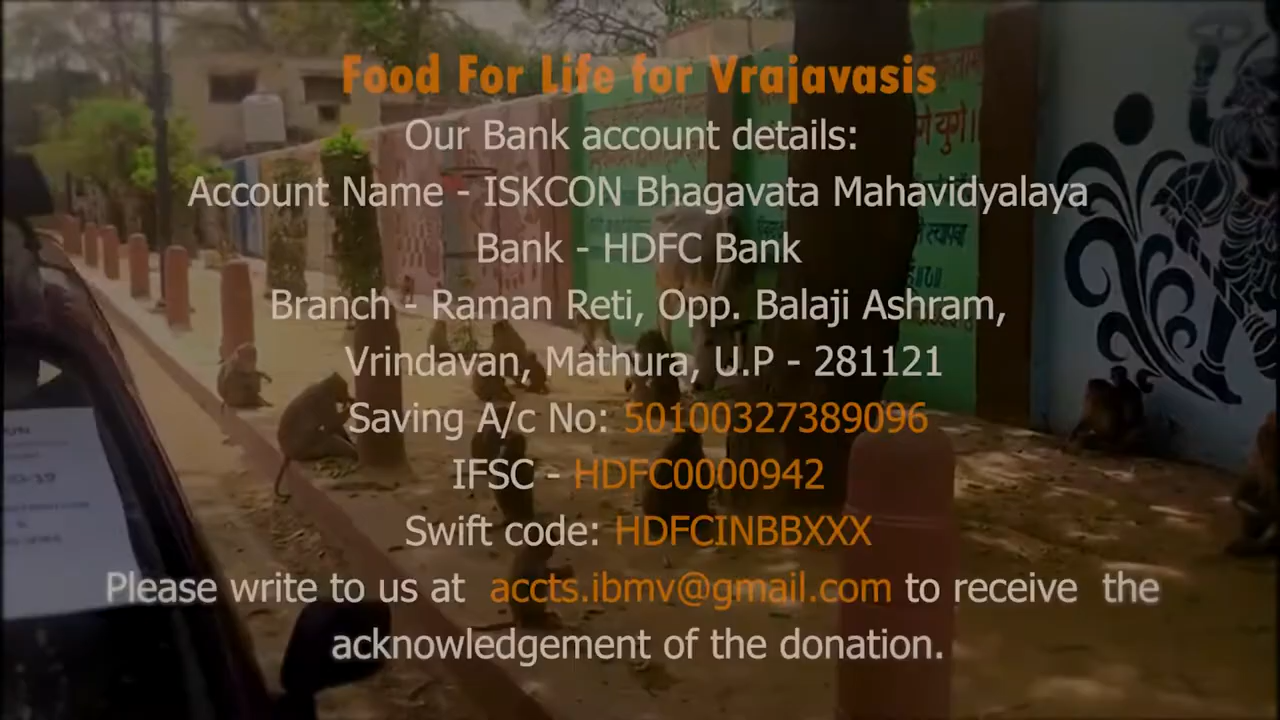 Food For Life for Vrajavasis
Our Bank account details:
Account Name - ISKCON Bhagavata Mahavidyalaya
Bank - HDFC Bank
Branch - Raman Reti, Opp. Balaji Ashram,
Vrindavan, Mathura, U.P - 281121
Saving A/c No: 50100327389096
IFSC - HDFC0000942
Swift code: HDFCINBBXXX
Please write to us at accts.ibmv@gmail.com to receive the
acknowledgement of the donation.
युगे।